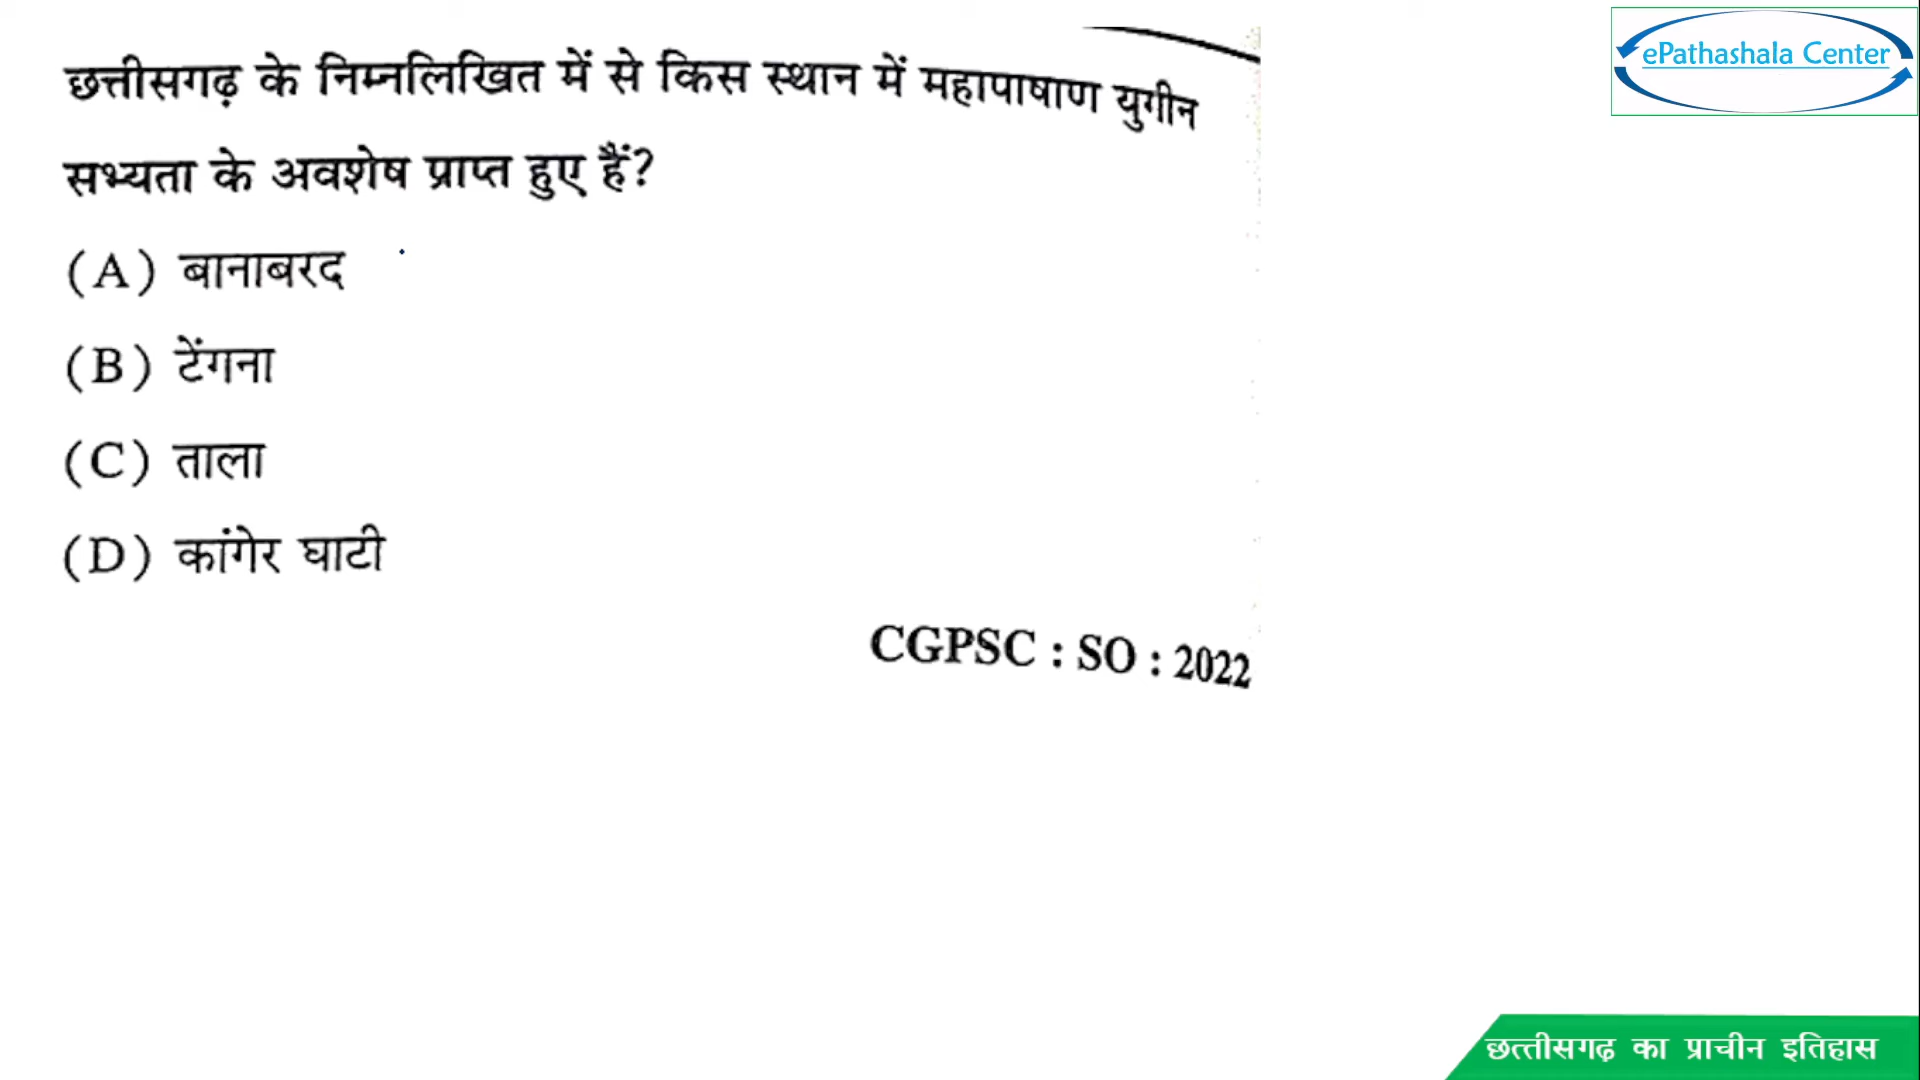 छत्तीसगढ़ के निम्नलिखित में से किस स्थान में महापाषाण युगीन
सभ्यता के अवशेष प्राप्त हुए हैं?
(A) बानाबरद
(B) टेंगना
(C) ताला
(D) कांगेर घाटी
CGPSC : SO : 2022
ePathashala Center
छत्तीसगढ़ का प्राचीन इतिहास